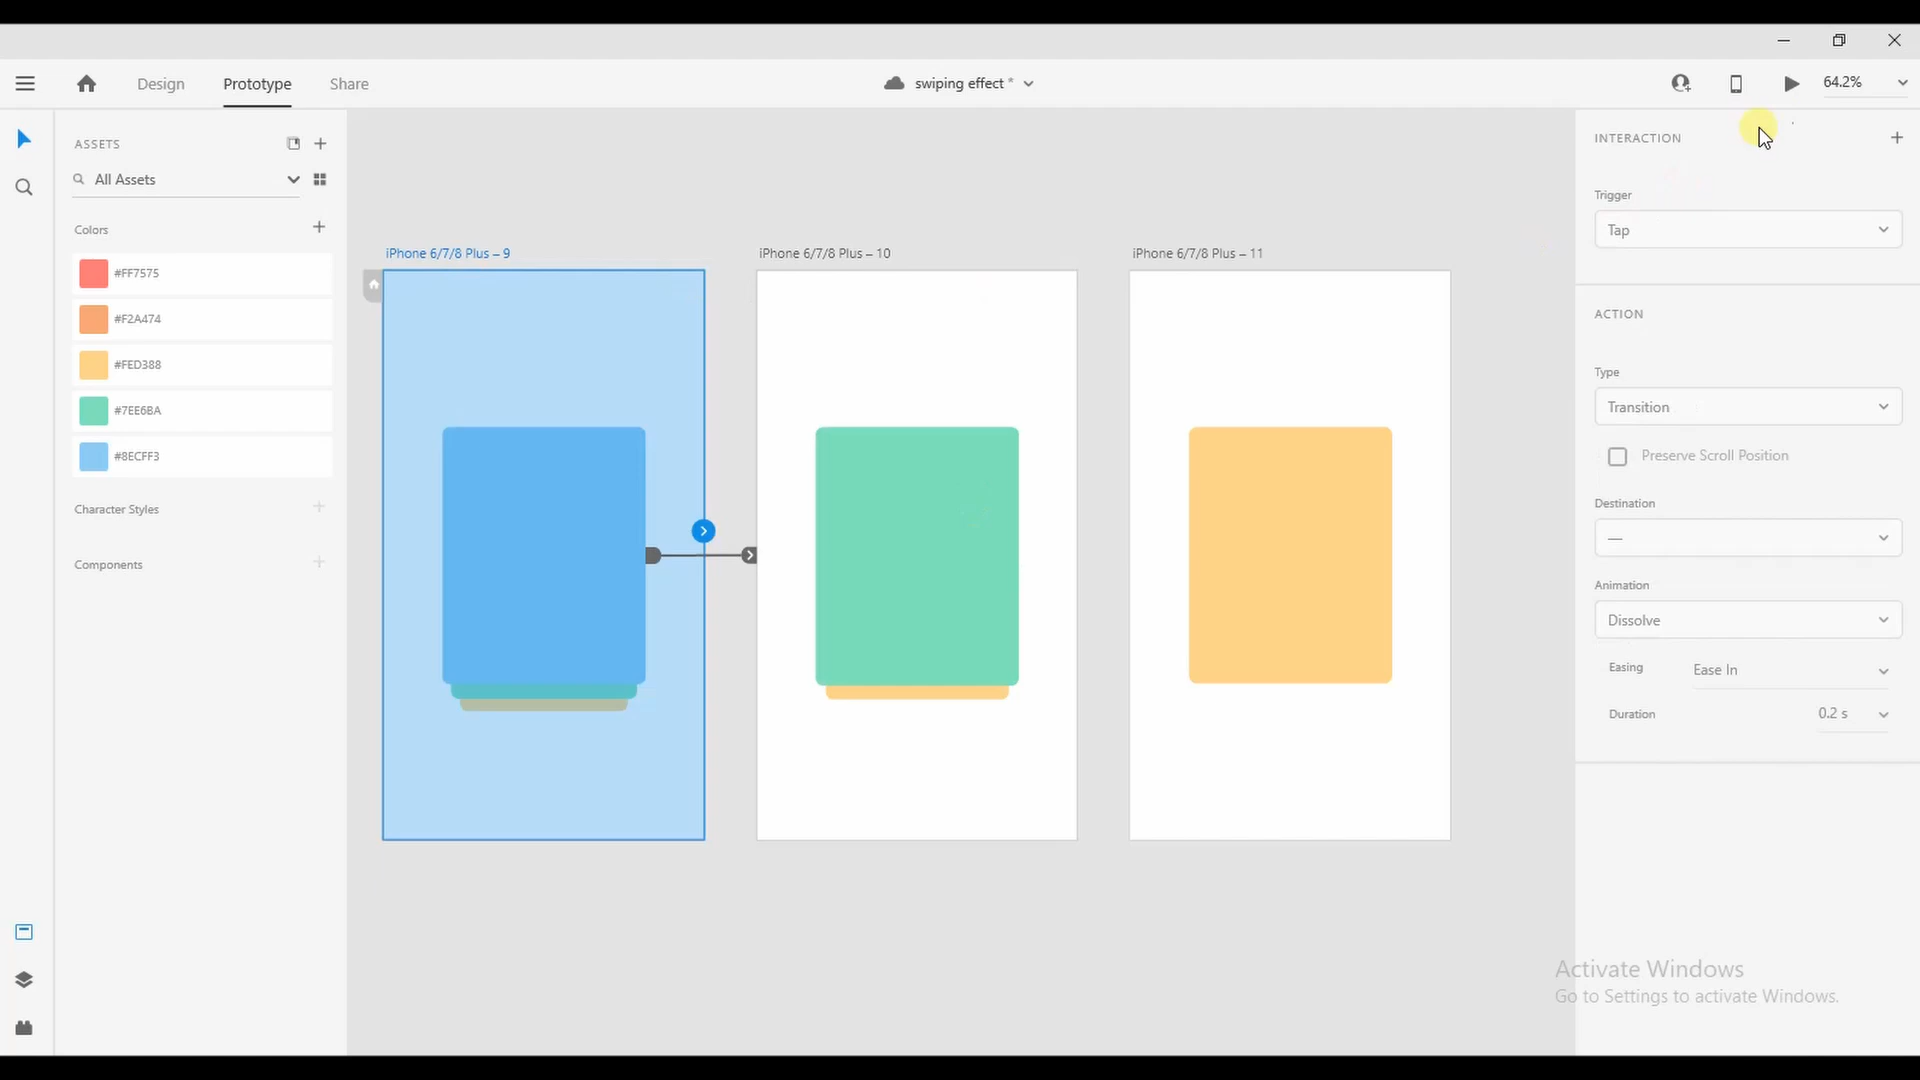 Design
Prototype
Share
swiping effect *
64.2%
ASSETS
All Assets
Colors
#FF7575
#F2A474
#FED388
#7EE6BA
#8ECFF3
Character Styles
Components
iPhone 6/7/8 Plus – 9
iPhone 6/7/8 Plus – 10
iPhone 6/7/8 Plus – 11
INTERACTION
Trigger
Tap
ACTION
Type
Transition
Preserve Scroll Position
Destination
—
Animation
Dissolve
Easing
Ease In
Duration
0.2 s
Activate Windows
Go to Settings to activate Windows.